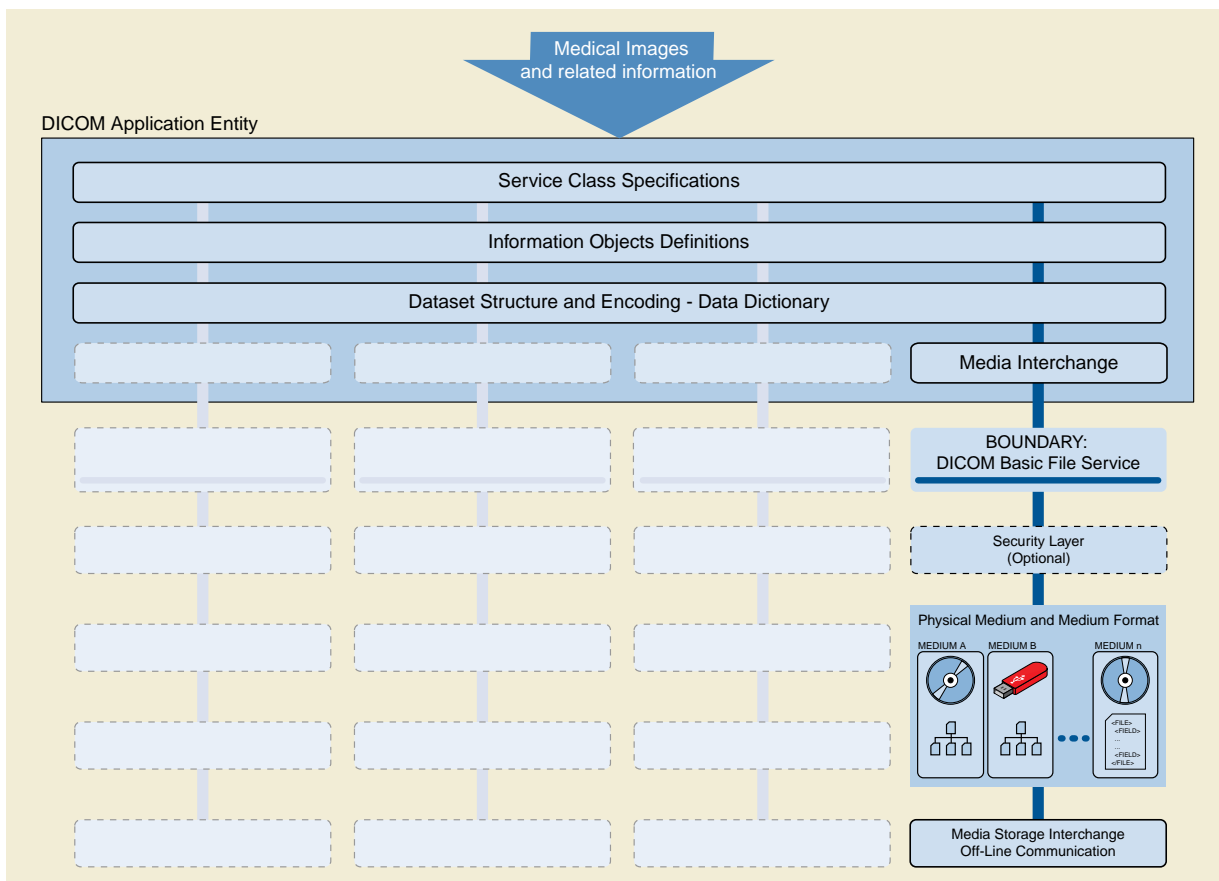 Medical Images
and related information
DICOM Application Entity
Service Class Specifications
Information Objects Definitions
Dataset Structure and Encoding - Data Dictionary
Media Interchange
BOUNDARY:
DICOM Basic File Service
Security Layer
(Optional)
Physical Medium and Medium Format
MEDIUM A
MEDIUM B
MEDIUM n
<FILE>
<FIELD>
...
...
<FIELD>
</FILE>
Media Storage Interchange
Off-Line Communication